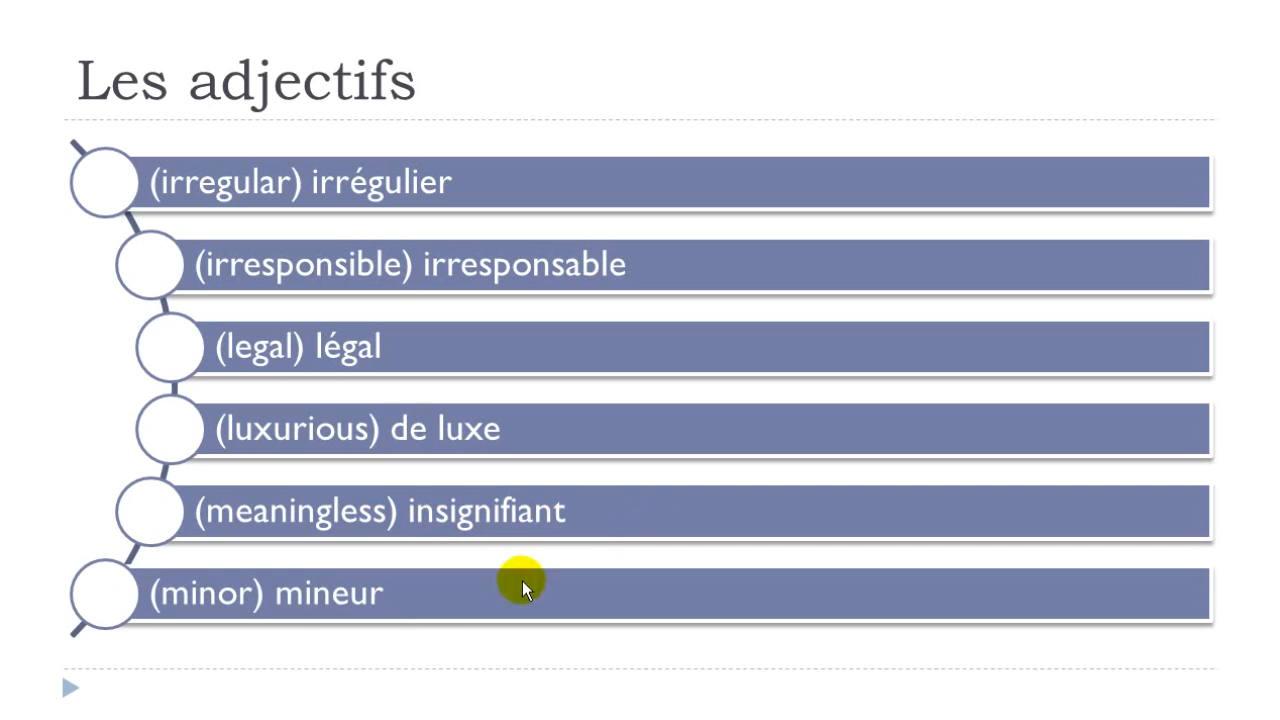 Les adjectifs
(irregular) irrégulier
(irresponsible) irresponsable
(legal) légal
(luxurious) de luxe
(meaningless) insignifiant
(minor) mineur